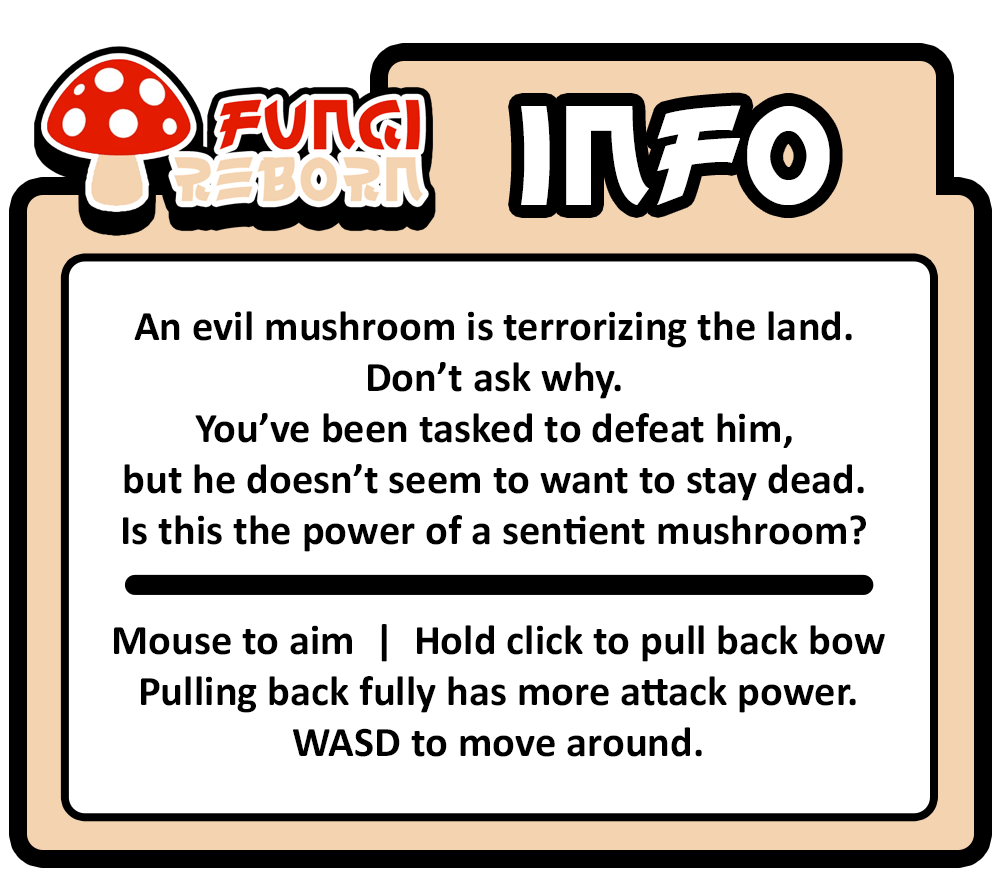 FUNGI
REBORN
INFO
An evil mushroom is terrorizing the land.
Don’t ask why.
You’ve been tasked to defeat him,
but he doesn’t seem to want to stay dead.
Is this the power of a sentient mushroom?
Mouse to aim | Hold click to pull back bow
Pulling back fully has more attack power.
WASD to move around.